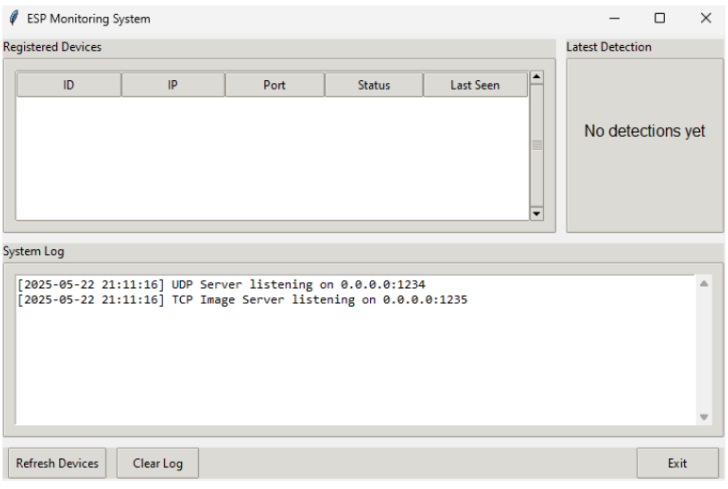 ESP Monitoring System
Registered Devices
Latest Detection
ID IP Port Status Last Seen
No detections yet
System Log
[2025-05-22 21:11:16] UDP Server listening on 0.0.0.0:1234
[2025-05-22 21:11:16] TCP Image Server listening on 0.0.0.0:1235
Refresh Devices Clear Log Exit